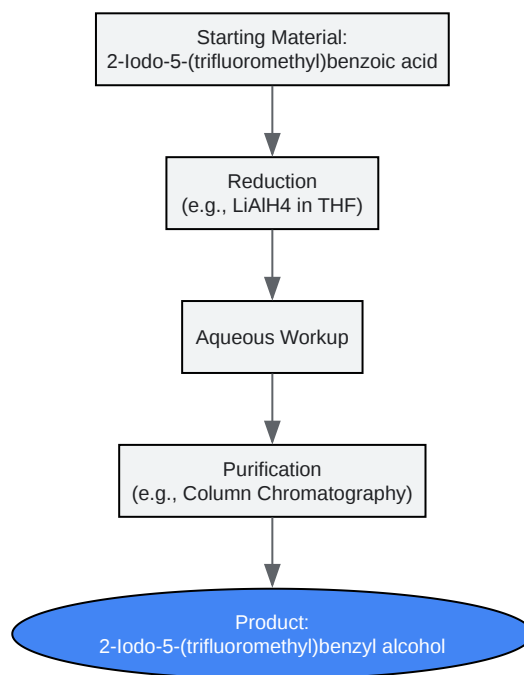 Starting Material:
2-Iodo-5-(trifluoromethyl)benzoic acid
Reduction
(e.g., LiAlH4 in THF)
Aqueous Workup
Purification
(e.g., Column Chromatography)
Product:
2-Iodo-5-(trifluoromethyl)benzyl alcohol